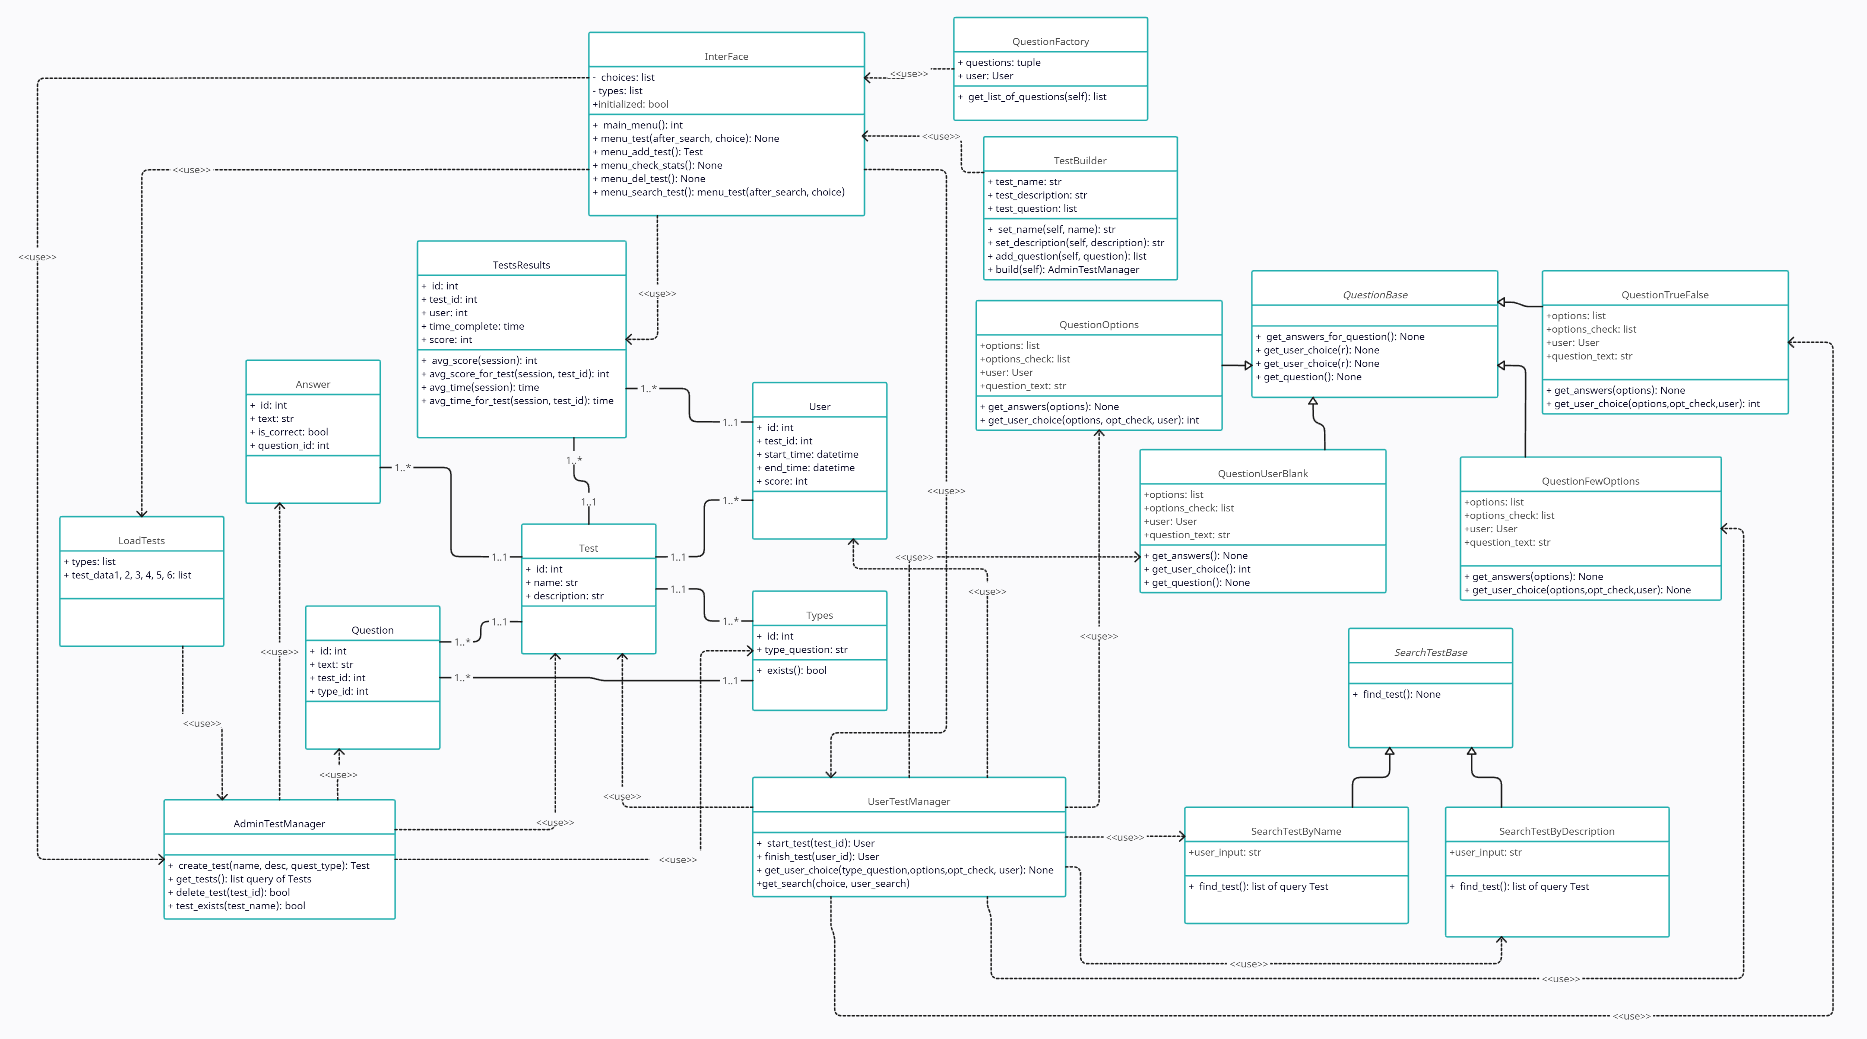 InterFace
-  choices: list
- types: list
+initialized: bool
+  main_menu(): int
+ menu_test(after_search, choice): None
+ menu_add_test(): Test
+ menu_check_stats(): None
+ menu_del_test(): None
+ menu_search_test(): menu_test(after_search, choice)
QuestionFactory
+ questions: tuple
+ user: User
+  get_list_of_questions(self): list
<<use>>
<<use>>
TestBuilder
+ test_name: str
+ test_description: str
+ test_question: list
+  set_name(self, name): str
+ set_description(self, description): str
+ add_question(self, question): list
+ build(self): AdminTestManager
<<use>>
<<use>>
<<use>>
TestsResults
+  id: int
+ test_id: int
+ user: int
+ time_complete: time
+ score: int
+  avg_score(session): int
+ avg_score_for_test(session, test_id): int
+ avg_time(session): time
+ avg_time_for_test(session, test_id): time
QuestionOptions
+options: list
+options_check: list
+user: User
+question_text: str
+ get_answers(options): None
+ get_user_choice(options, opt_check, user): int
QuestionBase
+  get_answers_for_question(): None
+ get_user_choice(r): None
+ get_user_choice(r): None
+ get_question(): None
QuestionTrueFalse
+options: list
+options_check: list
+user: User
+question_text: str
+ get_answers(options): None
+ get_user_choice(options,opt_check,user): int
Answer
+  id: int
+ text: str
+ is_correct: bool
+ question_id: int
1..*
1..1
User
+  id: int
+ test_id: int
+ start_time: datetime
+ end_time: datetime
+ score: int
1..*
1..1
1..*
1..1
1..*
1..1
<<use>>
QuestionUserBlank
+options: list
+options_check: list
+user: User
+question_text: str
+ get_answers(): None
+ get_user_choice(): int
+ get_question(): None
QuestionFewOptions
+options: list
+options_check: list
+user: User
+question_text: str
+ get_answers(options): None
+ get_user_choice(options,opt_check,user): None
LoadTests
+ types: list
+ test_data1, 2, 3, 4, 5, 6: list
Test
+  id: int
+ name: str
+ description: str
<<use>>
<<use>>
1..1
1..*
Types
+  id: int
+ type_question: str
+  exists(): bool
Question
+  id: int
+ text: str
+ test_id: int
+ type_id: int
1..*
1..1
1..*
1..1
<<use>>
<<use>>
<<use>>
<<use>>
SearchTestBase
+  find_test(): None
AdminTestManager
+  create_test(name, desc, quest_type): Test
+ get_tests(): list query of Tests
+ delete_test(test_id): bool
+ test_exists(test_name): bool
<<use>>
<<use>>
<<use>>
UserTestManager
+  start_test(test_id): User
+ finish_test(user_id): User
+ get_user_choice(type_question,options,opt_check, user): None
+get_search(choice, user_search)
<<use>>
SearchTestByName
+user_input: str
+  find_test(): list of query Test
SearchTestByDescription
+user_input: str
+  find_test(): list of query Test
<<use>>
<<use>>
<<use>>